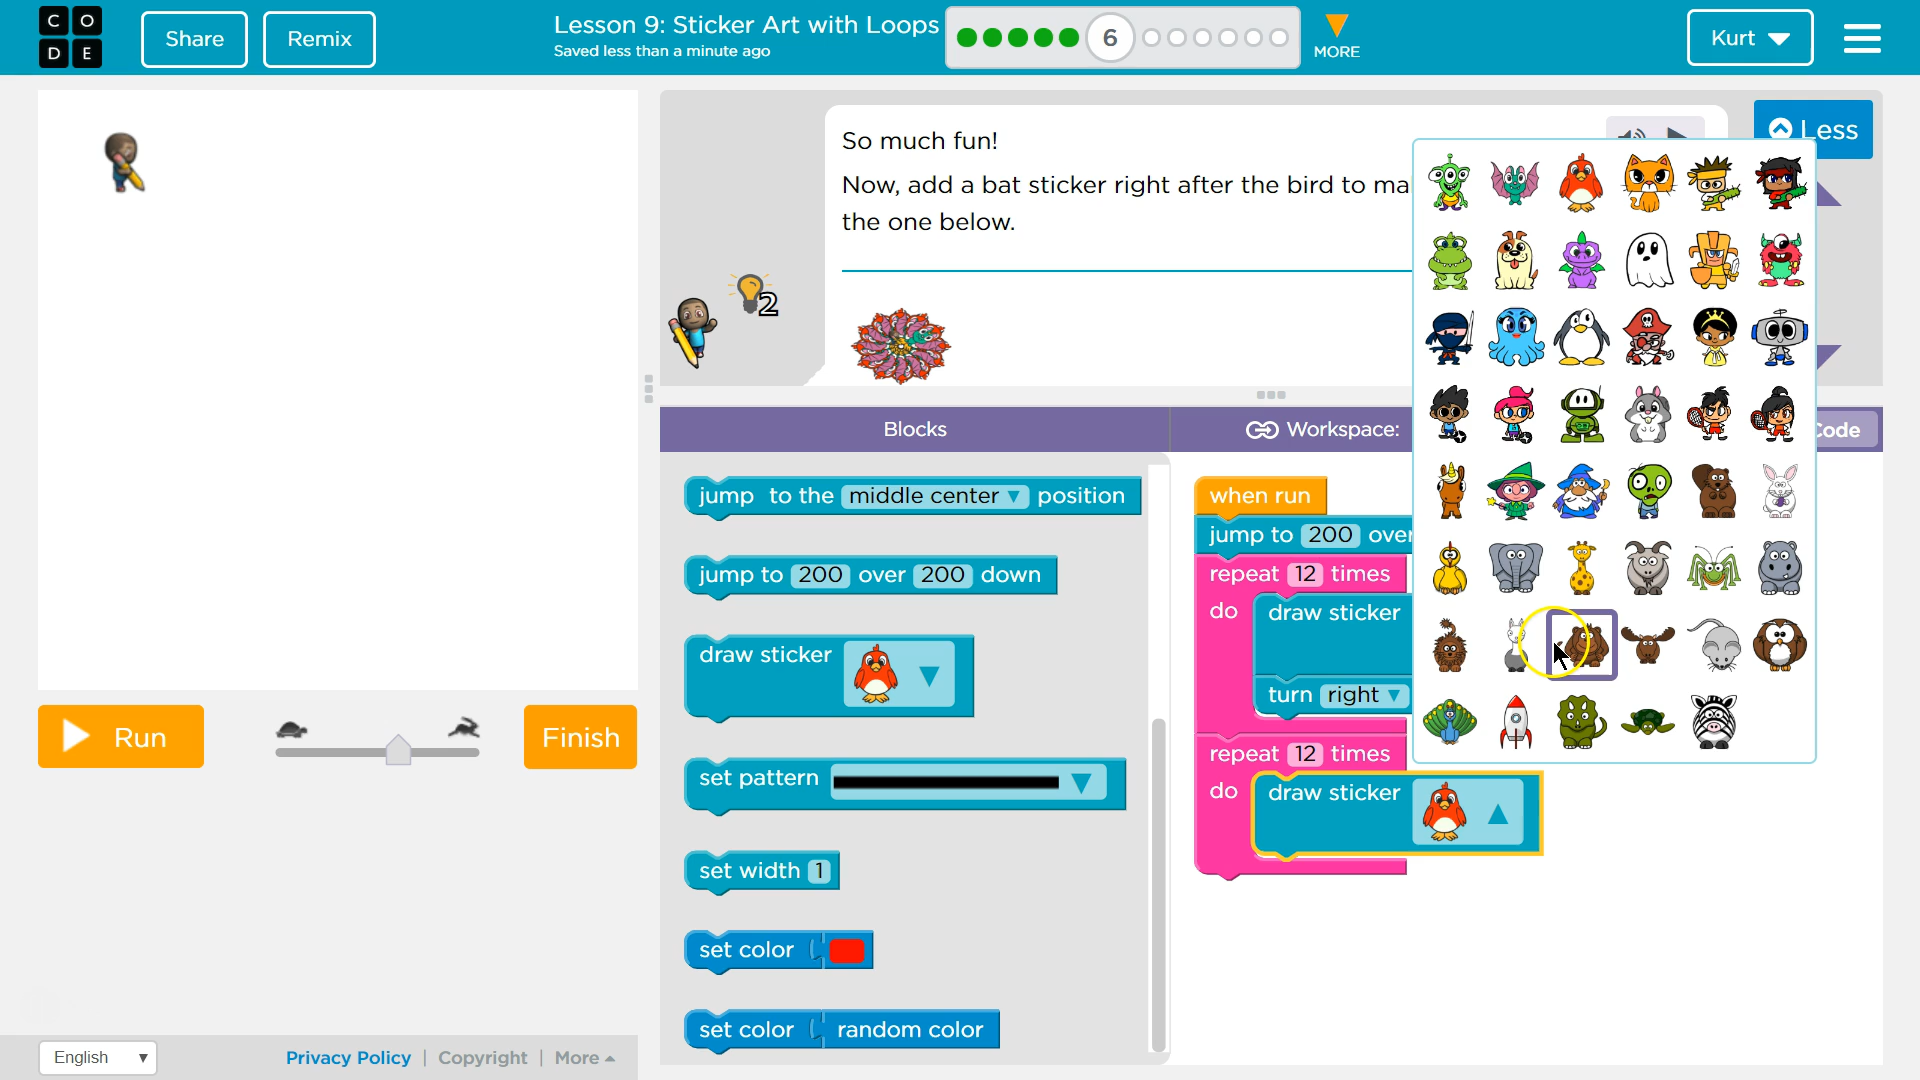 C O
D E
Share
Remix
Lesson 9: Sticker Art with Loops
Saved less than a minute ago
6
MORE
Kurt
So much fun!
Less
Now, add a bat sticker right after the bird to ma
the one below.
2
Blocks
Workspace:
Code
jump to the middle center position
jump to 200 over 200 down
draw sticker
set pattern
set width 1
set color
set color random color
when run
jump to 200 over
repeat 12 times
do
draw sticker
turn right
repeat 12 times
do
draw sticker
Run
Finish
English
Privacy Policy | Copyright | More